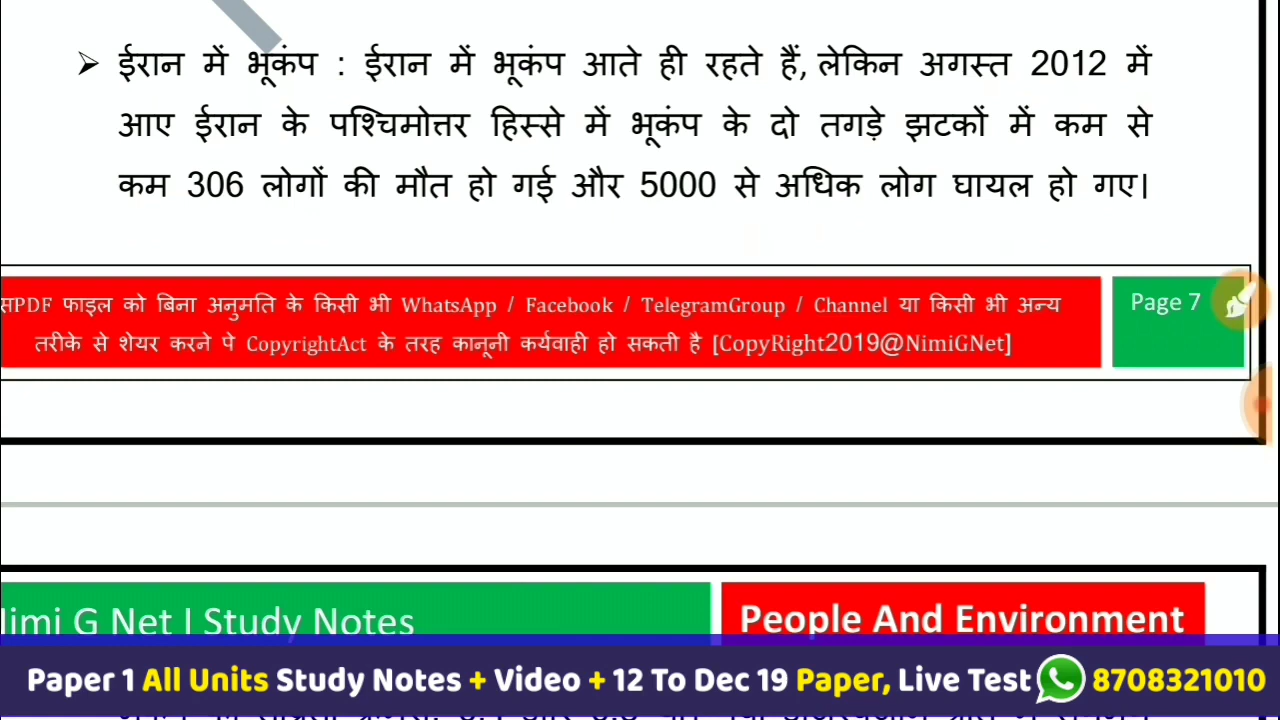 ➢ ईरान में भूकंप : ईरान में भूकंप आते ही रहते हैं, लेकिन अगस्त 2012 में
आए ईरान के पश्चिमोत्तर हिस्से में भूकंप के दो तगड़े झटकों में कम से
कम 306 लोगों की मौत हो गई और 5000 से अधिक लोग घायल हो गए।
PDF फाइल को बिना अनुमति के किसी भी WhatsApp / Facebook / TelegramGroup / Channel या किसी भी अन्य
तरीके से शेयर करने पे CopyrightAct के तरह कानूनी कर्यवाही हो सकती है [CopyRight2019@NimiGNet]
Page 7
G Net I Study Notes
People And Environment
Paper 1 All Units Study Notes + Video + 12 To Dec 19 Paper, Live Test 8708321010